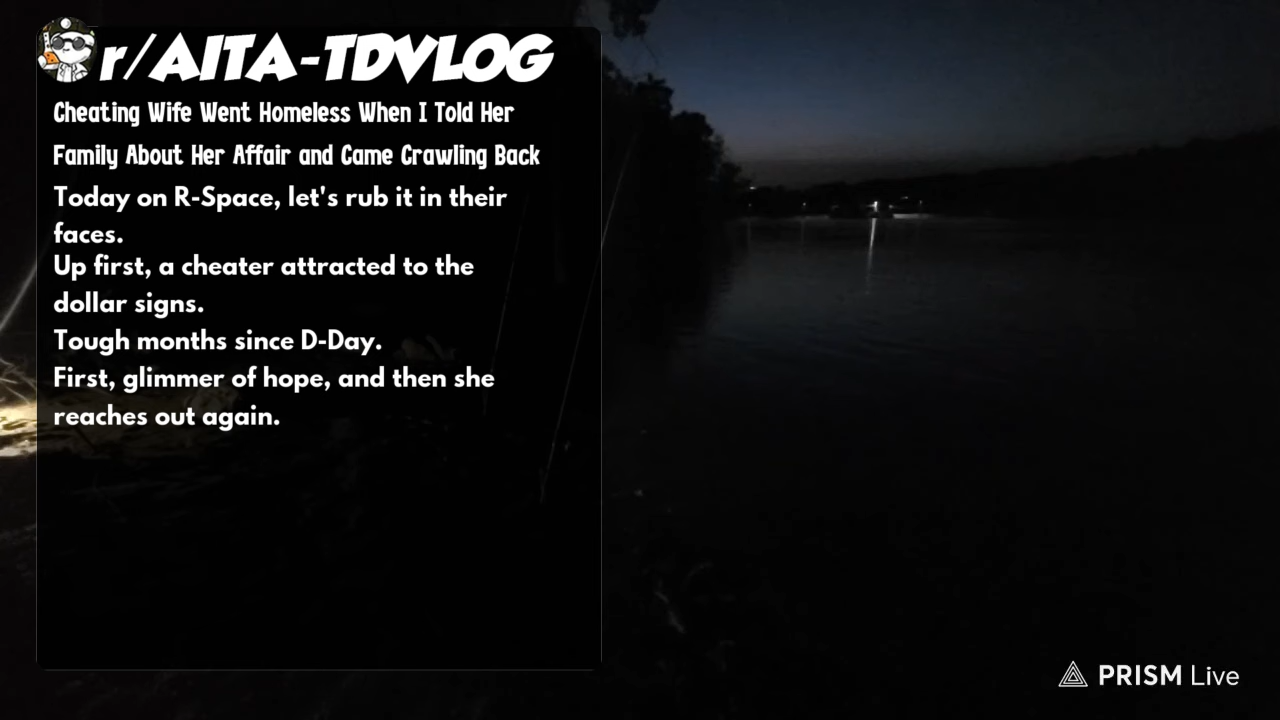 r/AITA-TDVLOG
Cheating Wife Went Homeless When I Told Her
Family About Her Affair and Came Crawling Back
Today on R-Space, let's rub it in their
faces.
Up first, a cheater attracted to the
dollar signs.
Tough months since D-Day.
First, glimmer of hope, and then she
reaches out again.
PRISM Live